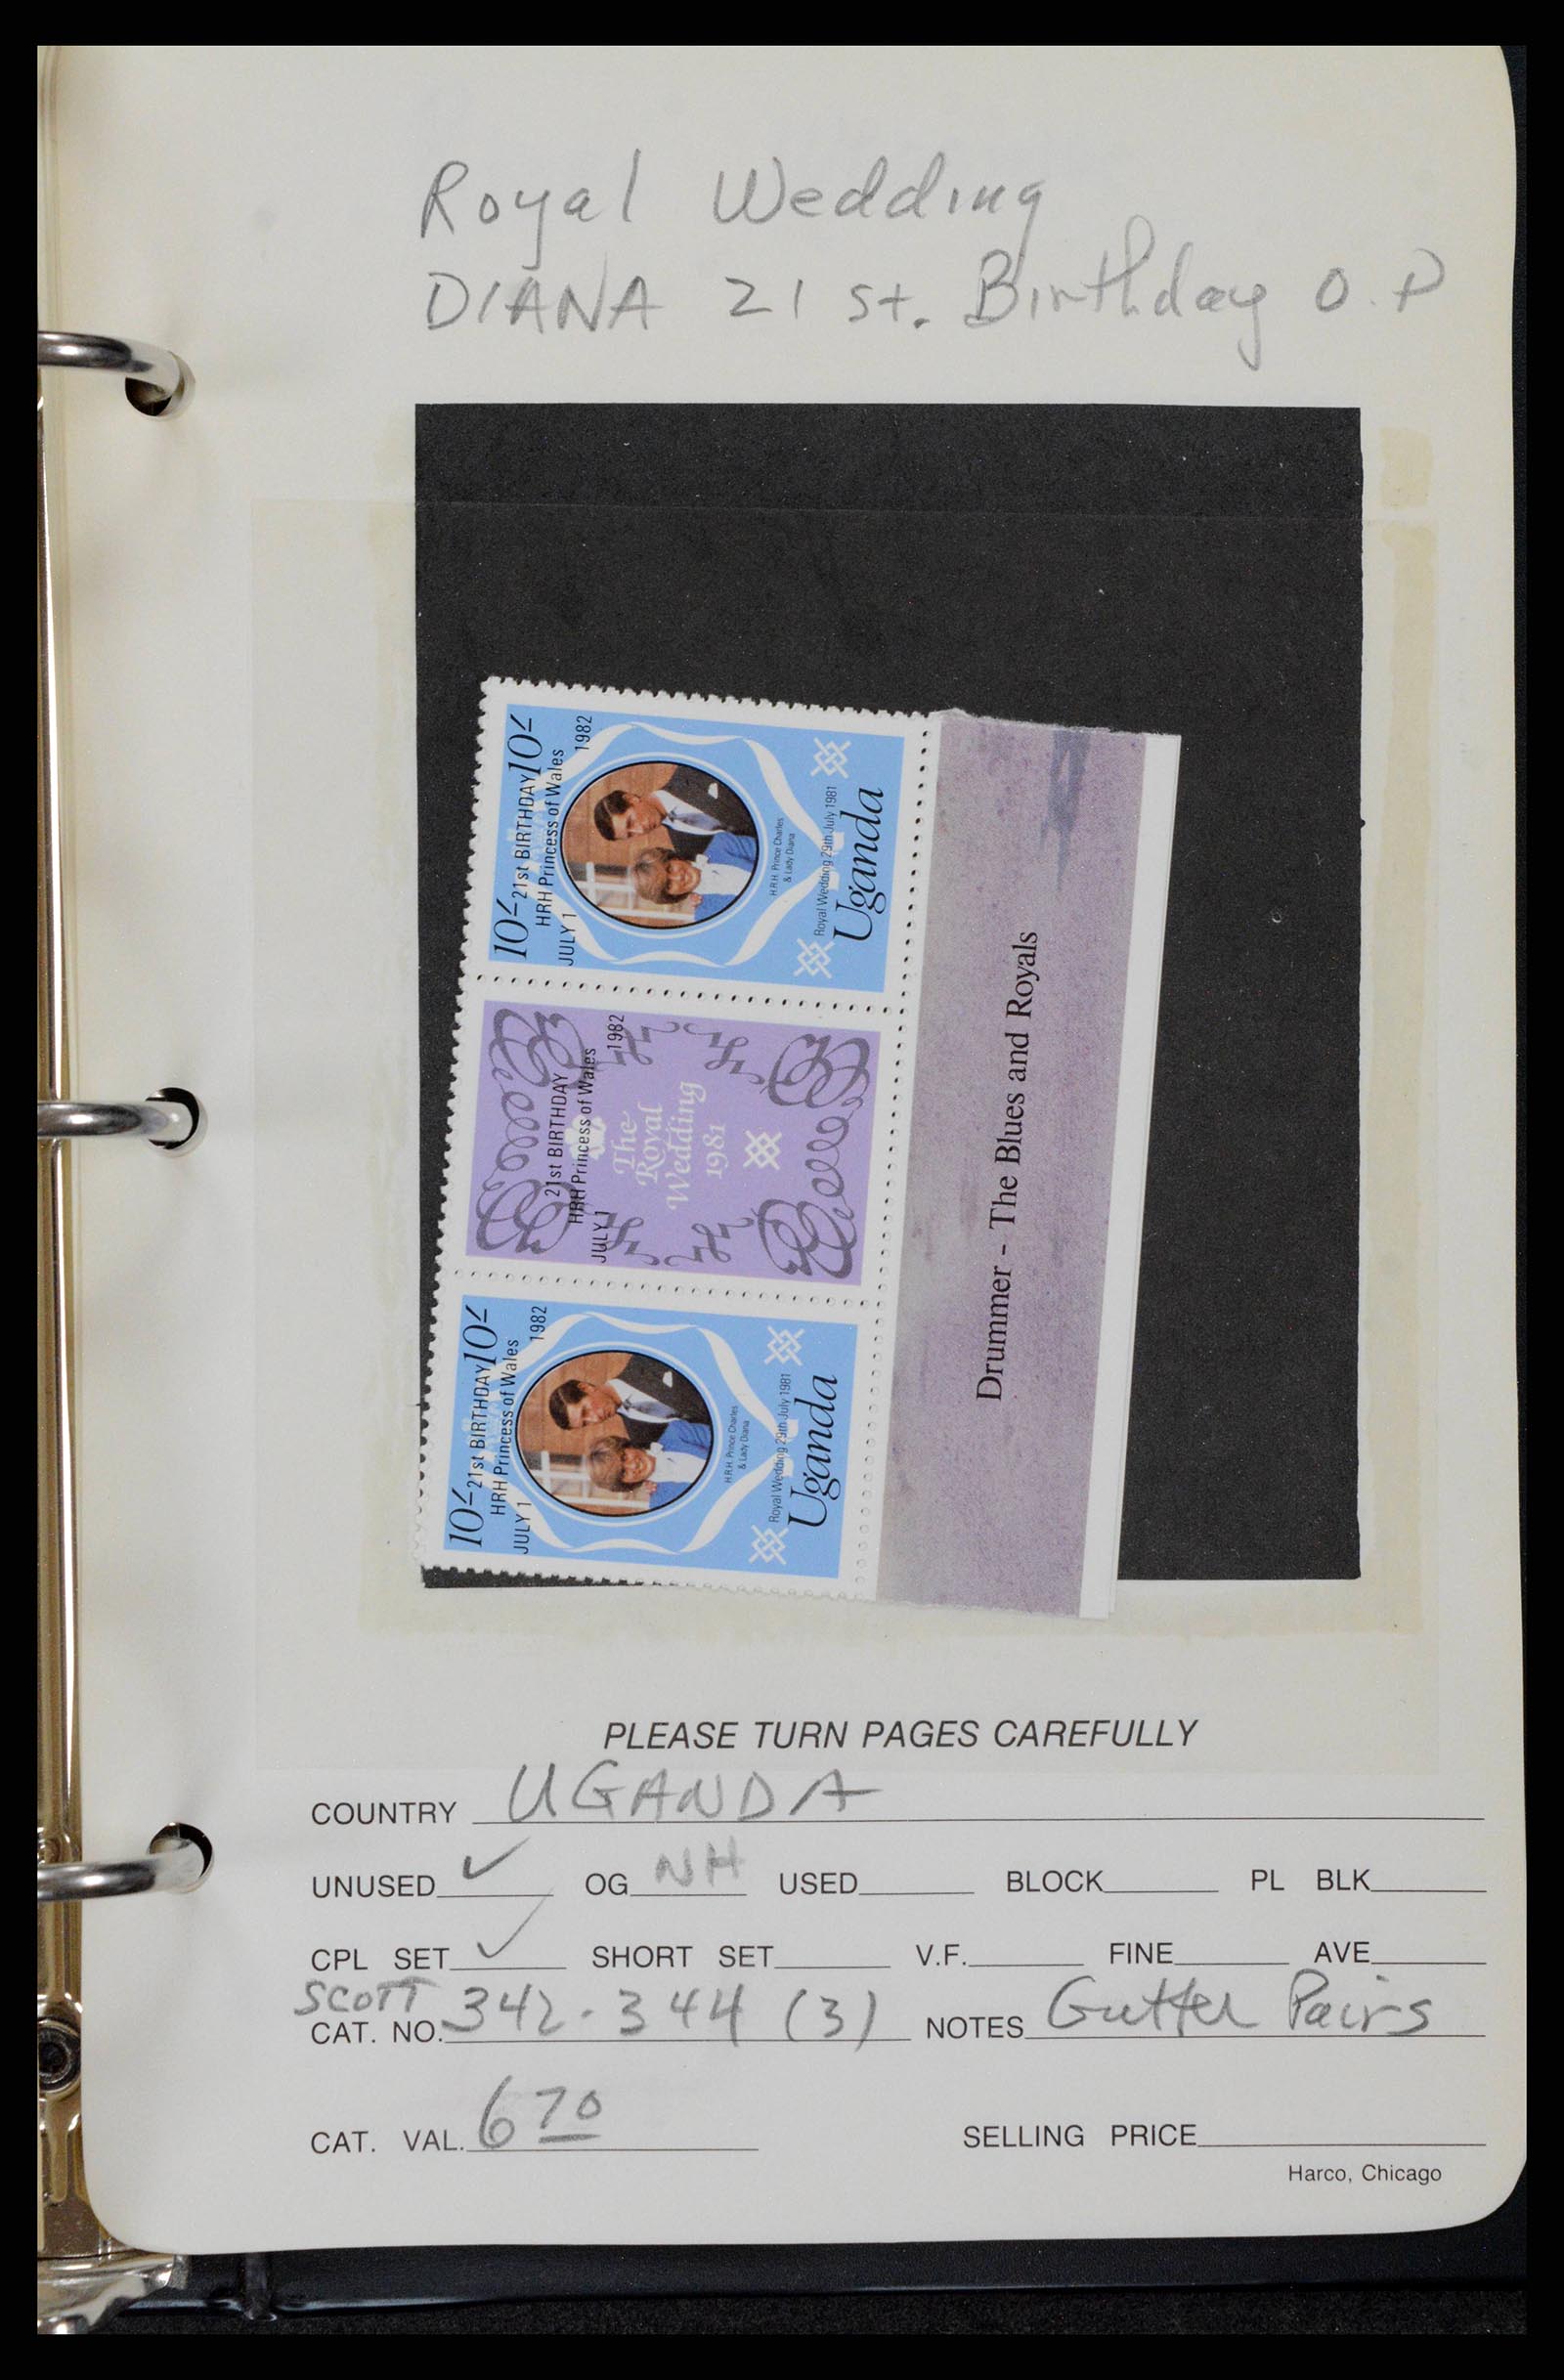 Royal Wedding
DIANA 21 st. Birthday O.P
10/- 10/-
21st BIRTHDAY
HRH Princess of Wales
JULY 1 1982
H.R.H. Prince Charles
& Lady Diana
Royal Wedding 29th July 1981
Uganda
21st BIRTHDAY
HRH Princess of Wales
JULY 1 1982
The
Royal
Wedding
1981
10/- 10/-
21st BIRTHDAY
HRH Princess of Wales
JULY 1 1982
H.R.H. Prince Charles
& Lady Diana
Royal Wedding 29th July 1981
Uganda
Drummer - The Blues and Royals
PLEASE TURN PAGES CAREFULLY
COUNTRY UGANDA
UNUSED ✓ OG NH USED BLOCK PL BLK
CPL SET ✓ SHORT SET V.F. FINE AVE
SCOTT
CAT. NO. 342-344 (3) NOTES Gutter Pairs
CAT. VAL. 6 70 SELLING PRICE
Harco, Chicago